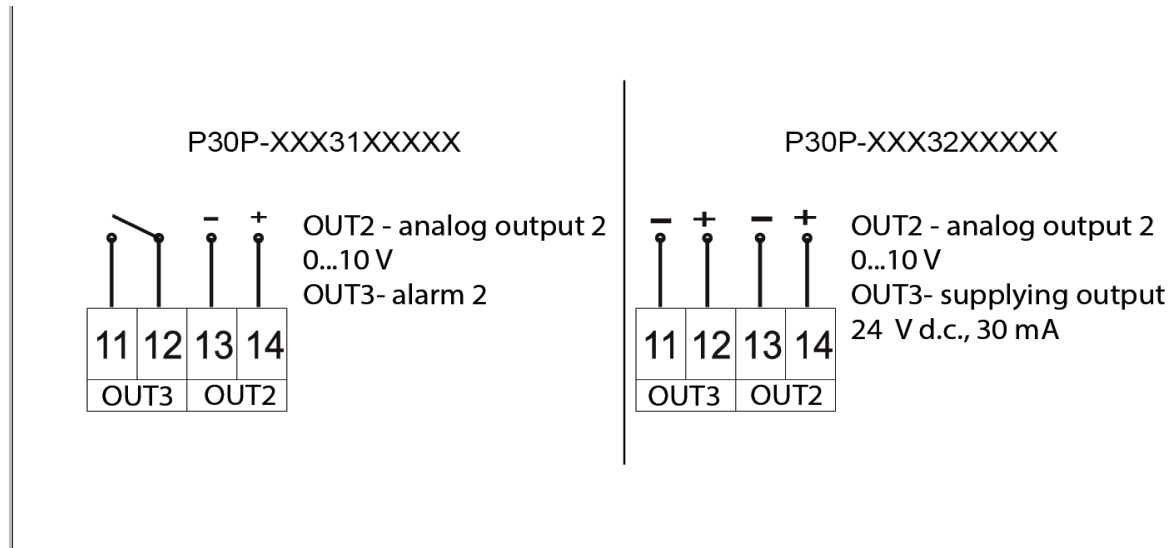 P30P-XXX31XXXXX
- +
OUT2 - analog output 2
0...10 V
OUT3- alarm 2
11 12 13 14
OUT3 OUT2
P30P-XXX32XXXXX
- + - +
OUT2 - analog output 2
0...10 V
OUT3- supplying output
24 V d.c., 30 mA
11 12 13 14
OUT3 OUT2